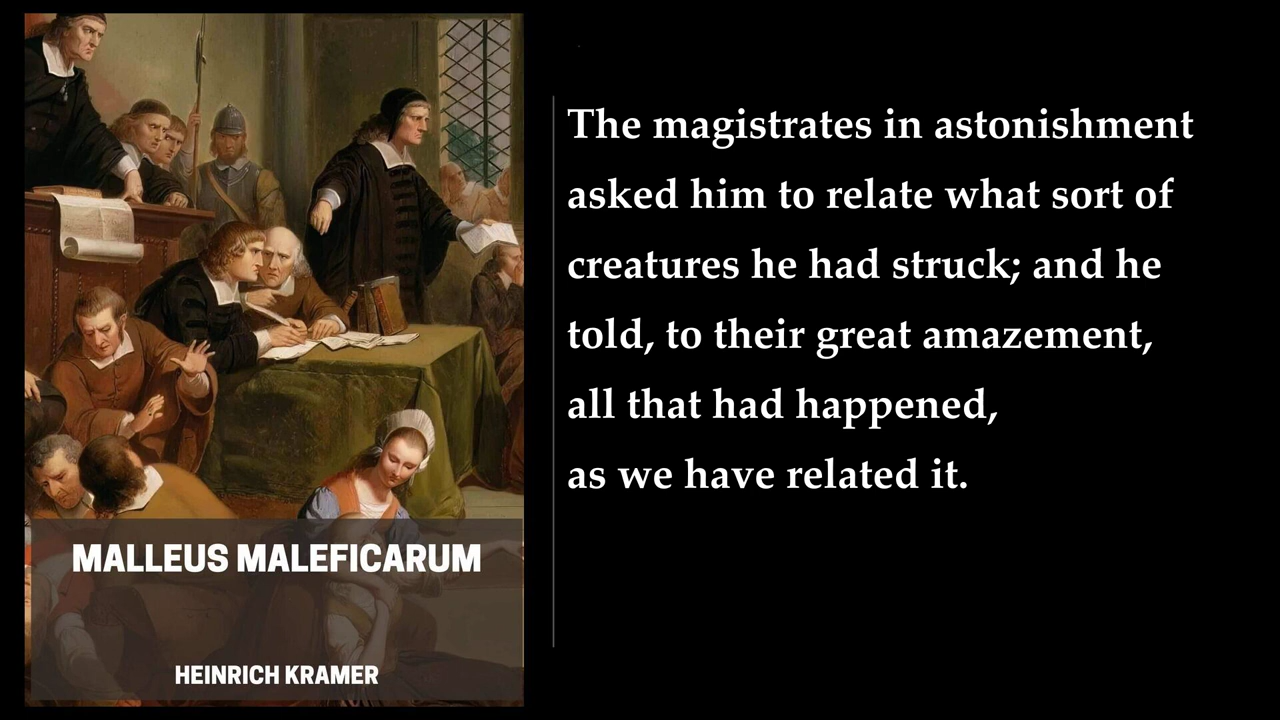 The magistrates in astonishment
asked him to relate what sort of
creatures he had struck; and he
told, to their great amazement,
all that had happened,
as we have related it.
MALLEUS MALEFICARUM
HEINRICH KRAMER